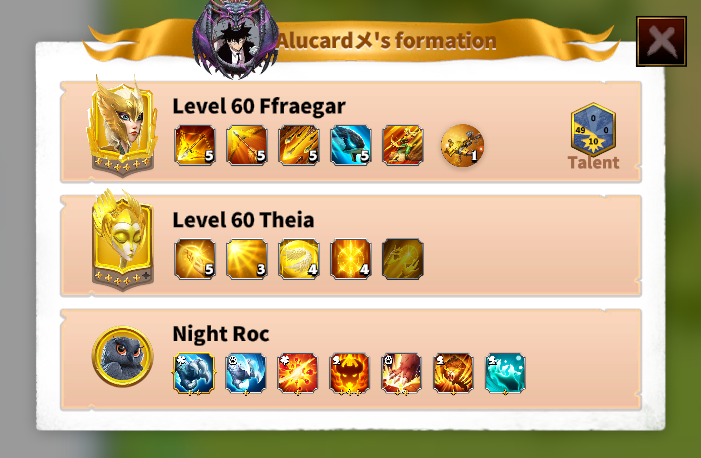 Alucardメ's formation
Level 60 Ffraegar
5 5 5 5 1
0
49 0
10
Talent
Level 60 Theia
5 3 4 4
Night Roc